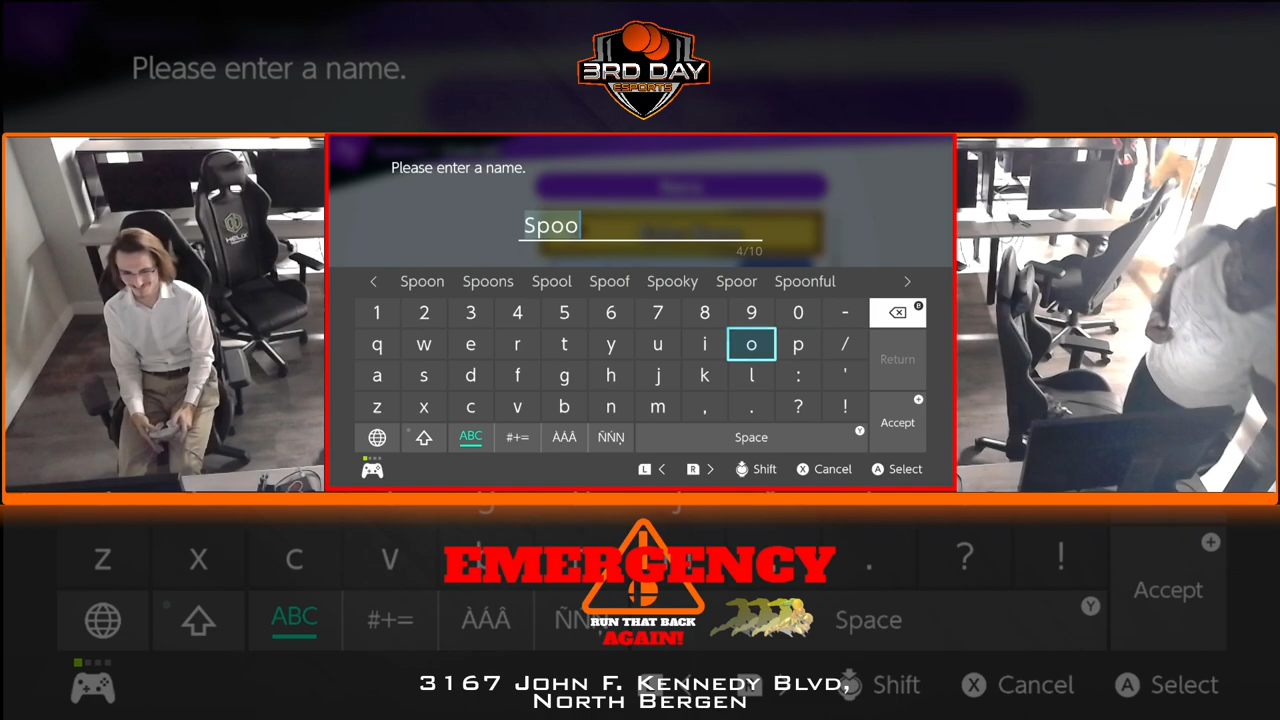 Please enter a name.
3RD DAY
ESPORTS
Please enter a name.
Spoo
4/10
Spoon Spoons Spool Spoof Spooky Spoor Spoonful
1 2 3 4 5 6 7 8 9 0 -
q w e r t y u i o p /
Return
a s d f g h j k l : '
z x c v b n m , . ? !
Accept
ABC #+= ÀÁÂ ÑŃŅ Space Y
L < R > Shift X Cancel A Select
HELIX
z x c v . ? !
EMERGENCY
Accept
ABC #+= ÀÁÂ Space Y
RUN THAT BACK
AGAIN!
3167 John F. Kennedy Blvd,
North Bergen
Shift X Cancel A Select